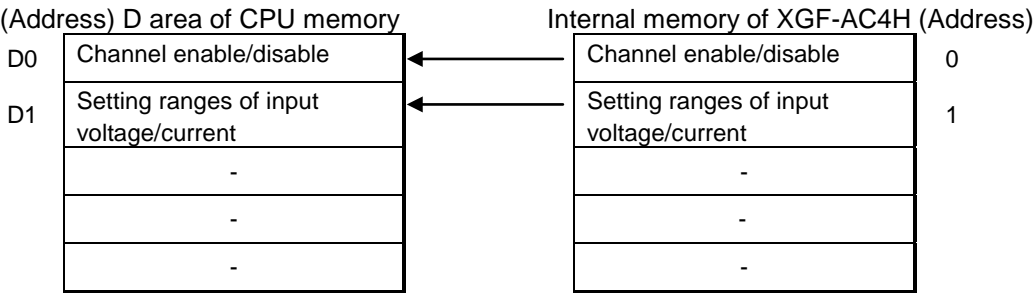 (Address) D area of CPU memory
Internal memory of XGF-AC4H (Address)
D0
Channel enable/disable
Channel enable/disable
0
D1
Setting ranges of input
voltage/current
Setting ranges of input
voltage/current
1
-
-
-
-
-
-